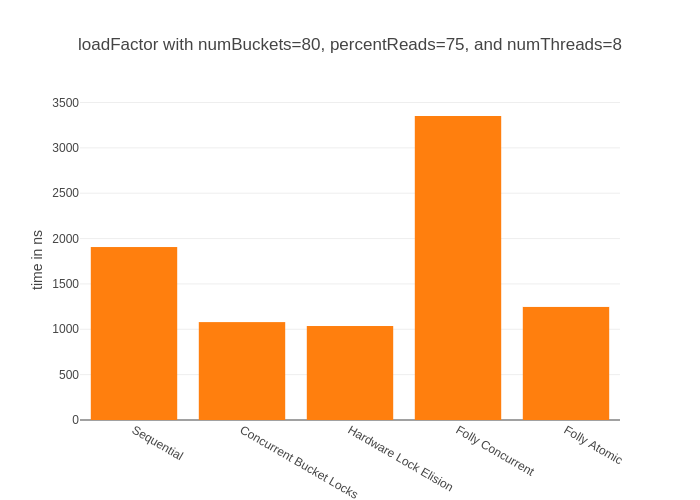 loadFactor with numBuckets=80, percentReads=75, and numThreads=8
time in ns
3500
3000
2500
2000
1500
1000
500
0
Sequential
Concurrent Bucket Locks
Hardware Lock Elision
Folly Concurrent
Folly Atomic